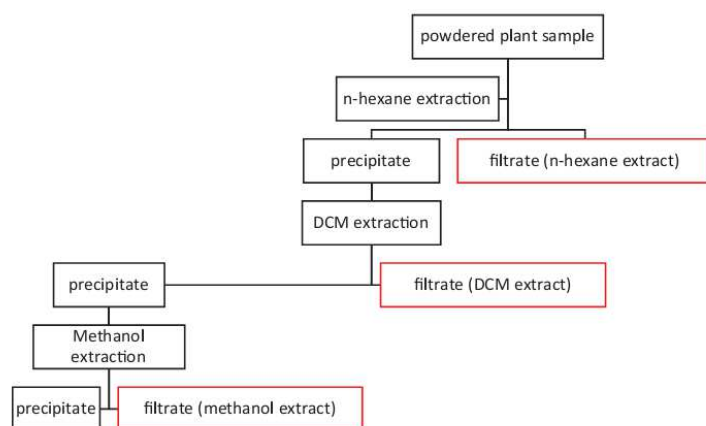 powdered plant sample
n-hexane extraction
precipitate
filtrate (n-hexane extract)
DCM extraction
precipitate
filtrate (DCM extract)
Methanol
extraction
precipitate
filtrate (methanol extract)